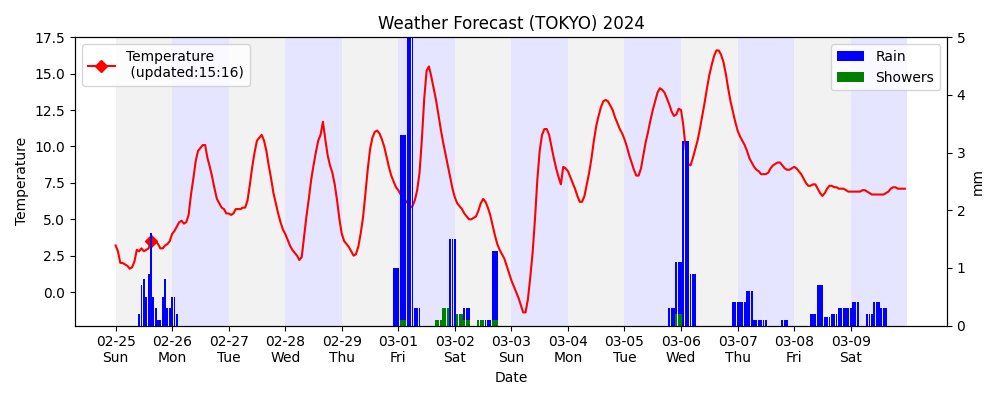 Weather Forecast (TOKYO) 2024
Temperature
(updated:15:16)
Rain
Showers
17.5
15.0
12.5
10.0
7.5
5.0
2.5
0.0
Temperature
5
4
3
2
1
0
mm
02-25 02-26 02-27 02-28 02-29 03-01 03-02 03-03 03-04 03-05 03-06 03-07 03-08 03-09
Sun Mon Tue Wed Thu Fri Sat Sun Mon Tue Wed Thu Fri Sat
Date